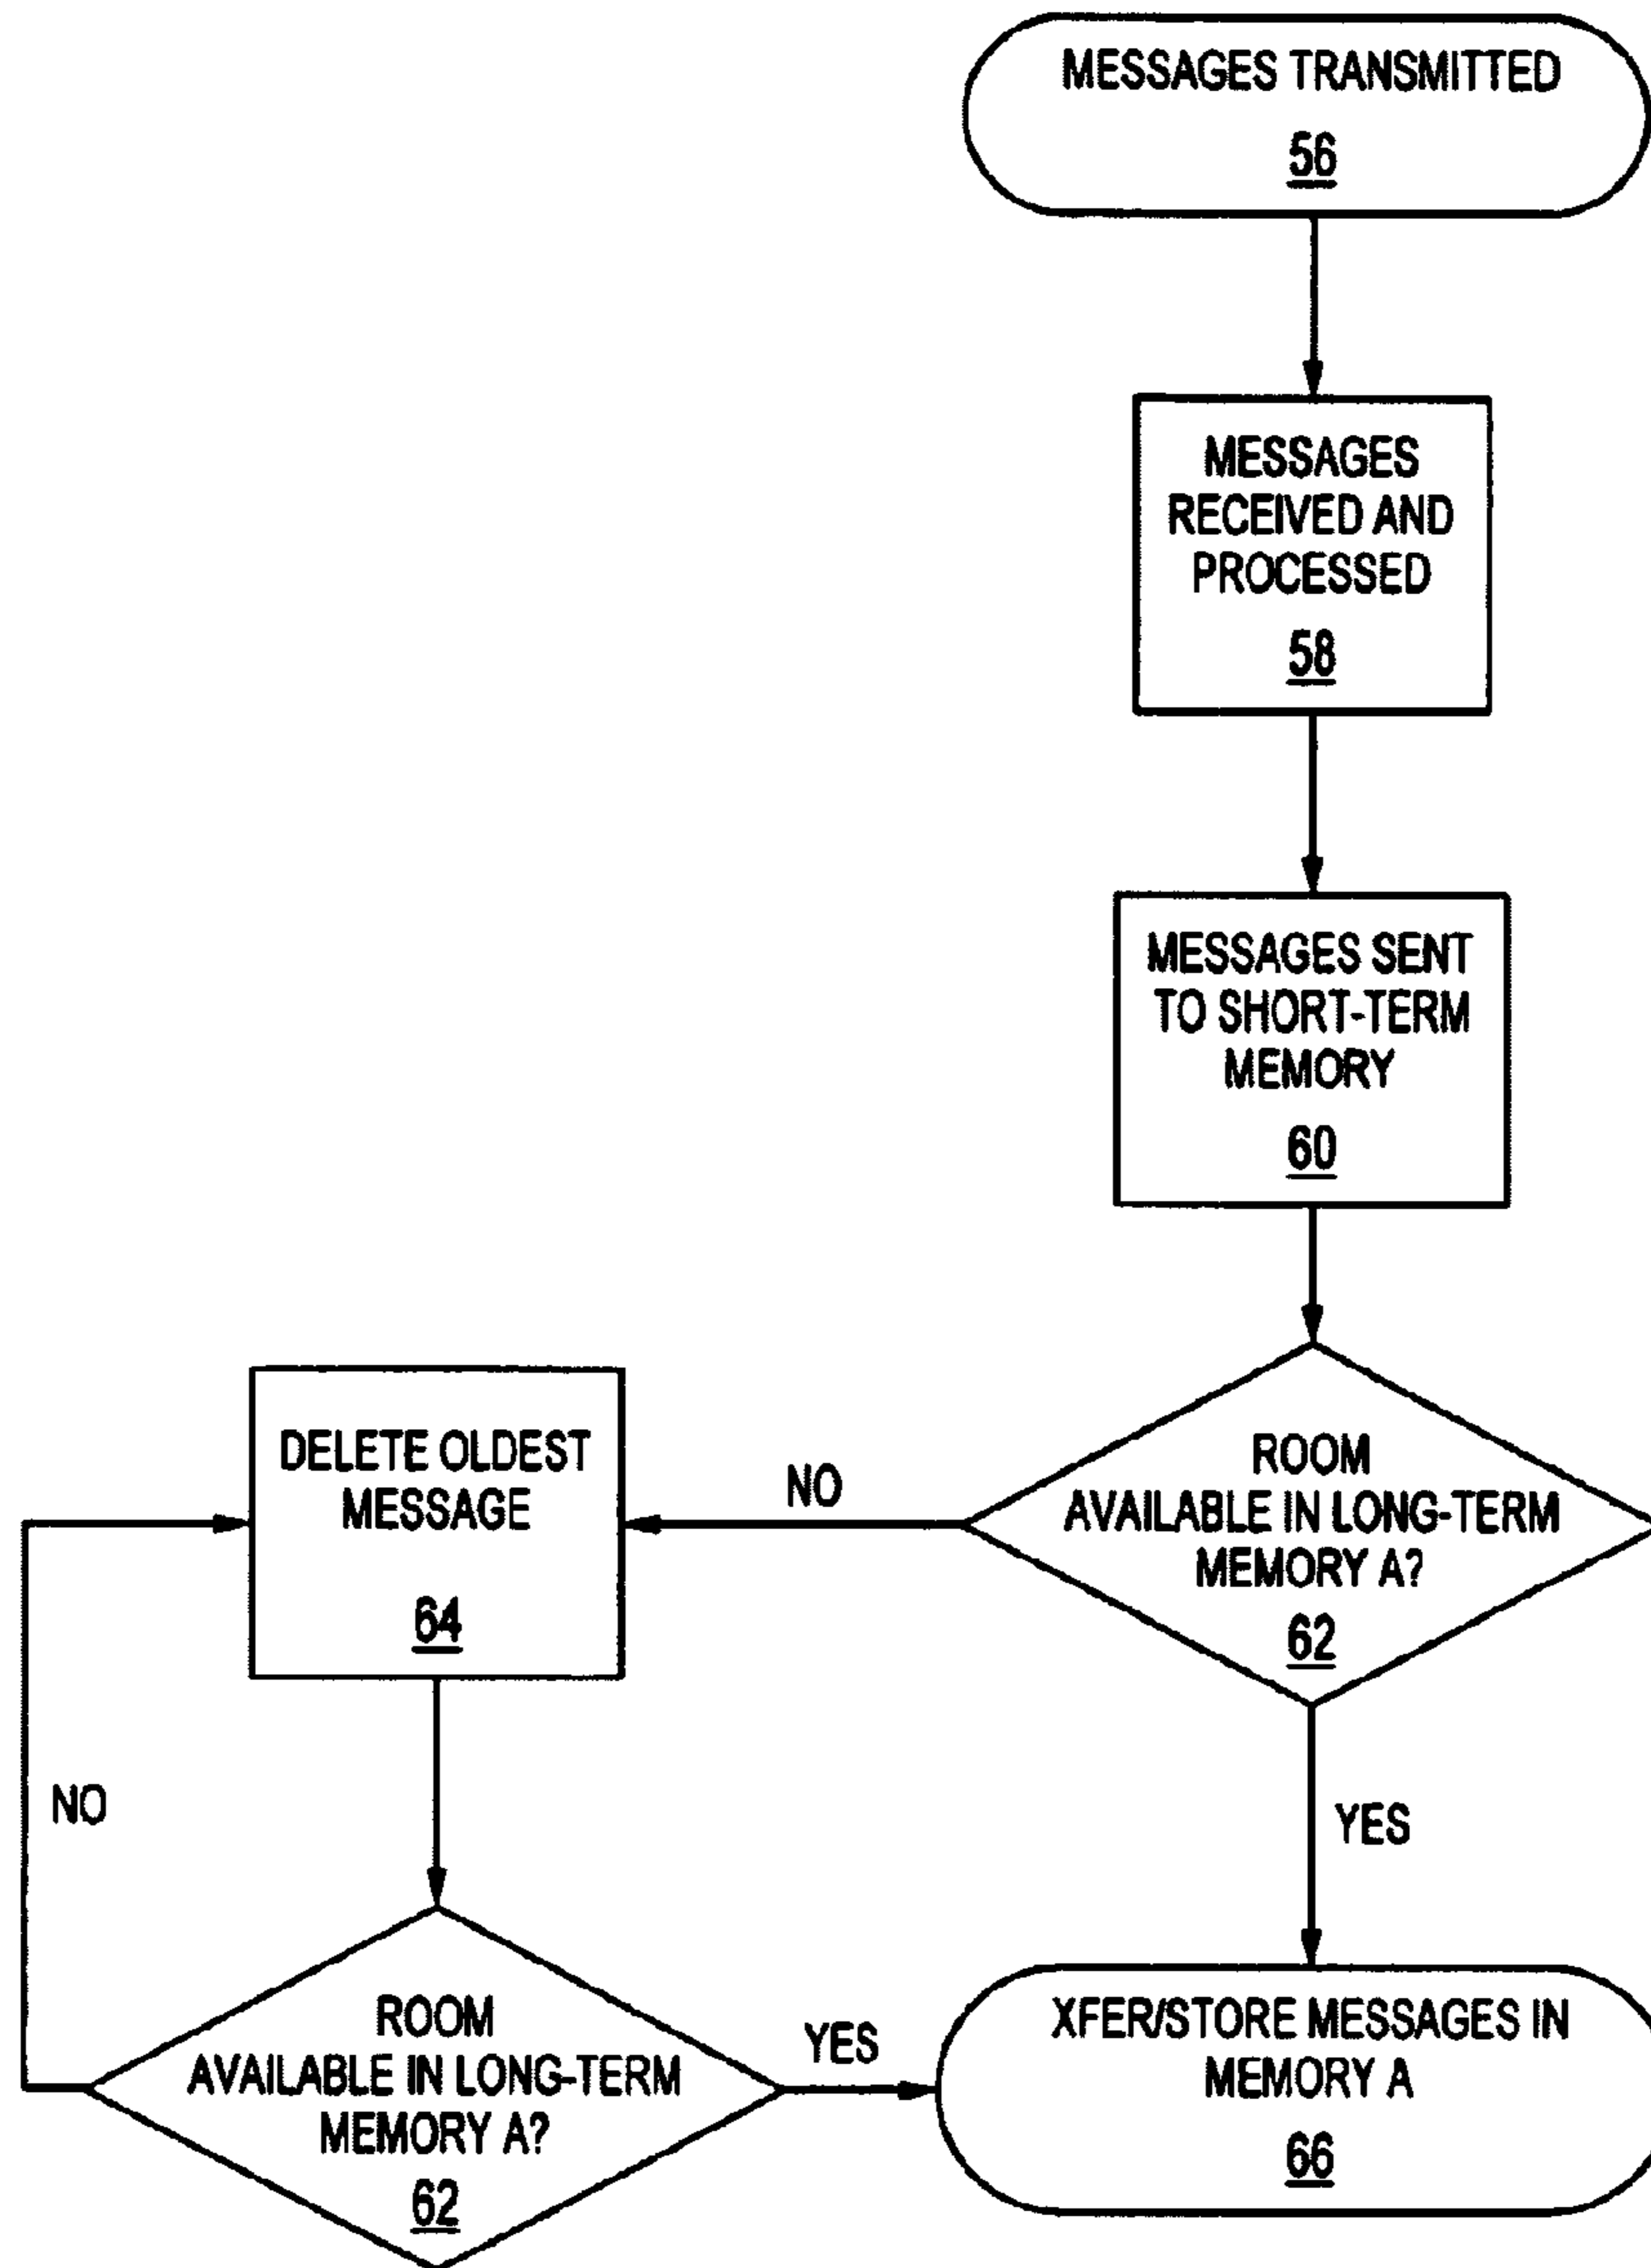 MESSAGES TRANSMITTED
56
MESSAGES
RECEIVED AND
PROCESSED
58
MESSAGES SENT
TO SHORT-TERM
MEMORY
60
DELETE OLDEST
MESSAGE
64
NO
ROOM
AVAILABLE IN LONG-TERM
MEMORY A?
62
NO
YES
ROOM
AVAILABLE IN LONG-TERM
MEMORY A?
62
YES
XFER/STORE MESSAGES IN
MEMORY A
66